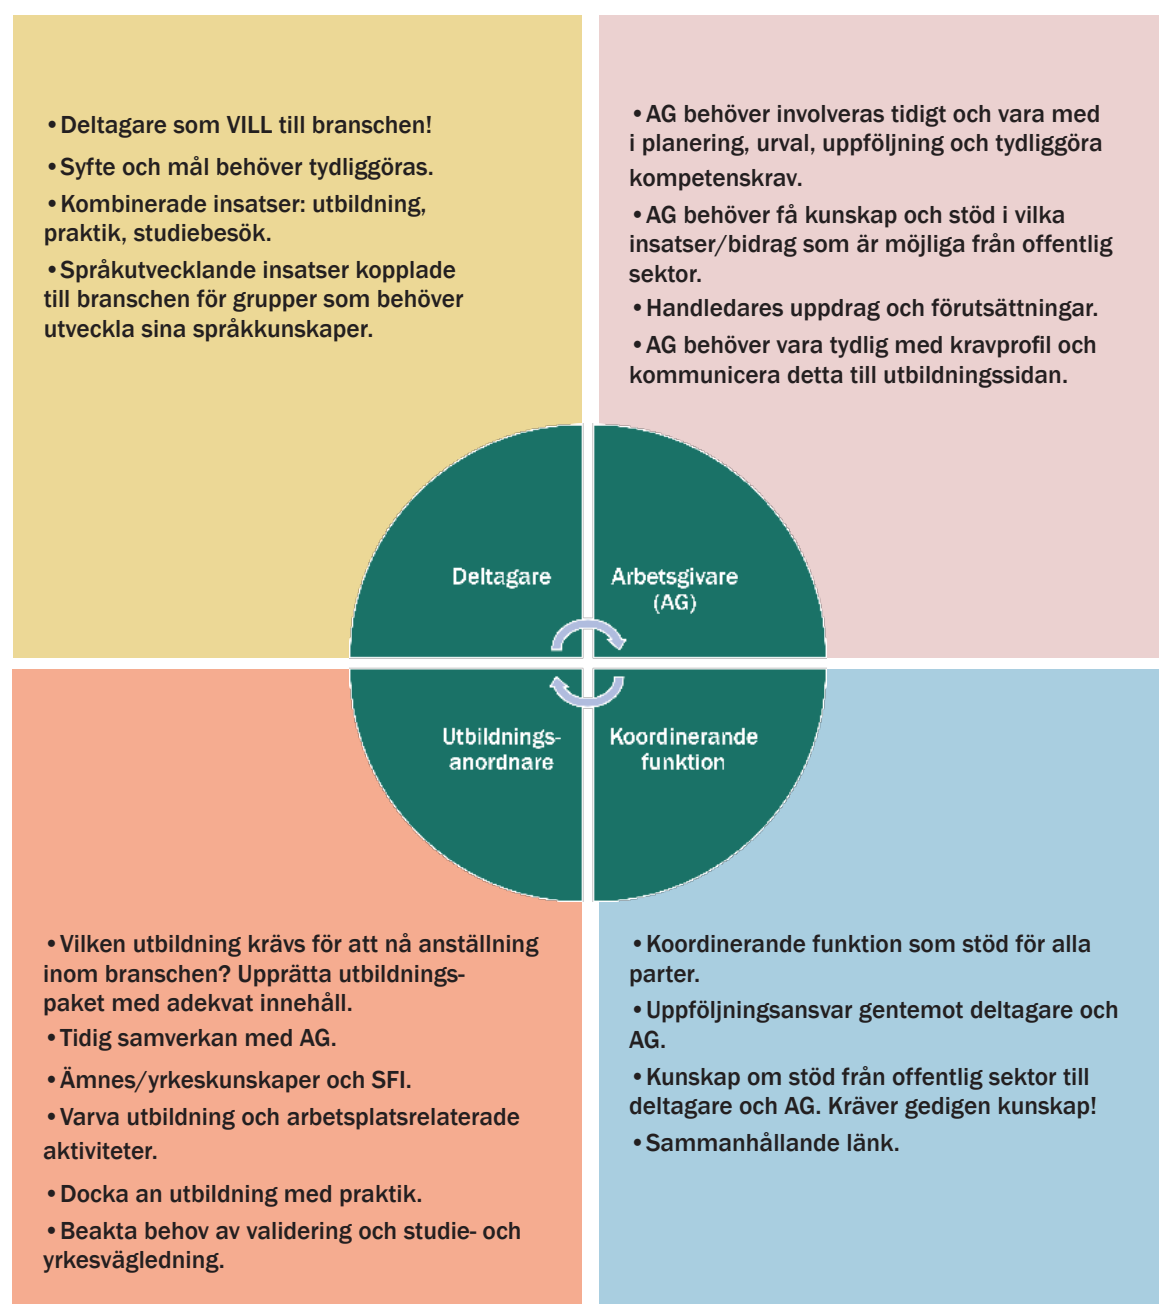 •Deltagare som VILL till branschen!
•Syfte och mål behöver tydliggöras.
•Kombinerade insatser: utbildning,
praktik, studiebesök.
•Språkutvecklande insatser kopplade
till branschen för grupper som behöver
utveckla sina språkkunskaper.
•AG behöver involveras tidigt och vara med
i planering, urval, uppföljning och tydliggöra
kompetenskrav.
•AG behöver få kunskap och stöd i vilka
insatser/bidrag som är möjliga från offentlig
sektor.
•Handledares uppdrag och förutsättningar.
•AG behöver vara tydlig med kravprofil och
kommunicera detta till utbildningssidan.
Deltagare
Arbetsgivare
(AG)
Utbildnings-
anordnare
Koordinerande
funktion
•Vilken utbildning krävs för att nå anställning
inom branschen? Upprätta utbildnings-
paket med adekvat innehåll.
•Tidig samverkan med AG.
•Ämnes/yrkeskunskaper och SFI.
•Varva utbildning och arbetsplatsrelaterade
aktiviteter.
•Docka an utbildning med praktik.
•Beakta behov av validering och studie- och
yrkesvägledning.
•Koordinerande funktion som stöd för alla
parter.
•Uppföljningsansvar gentemot deltagare och
AG.
•Kunskap om stöd från offentlig sektor till
deltagare och AG. Kräver gedigen kunskap!
•Sammanhållande länk.